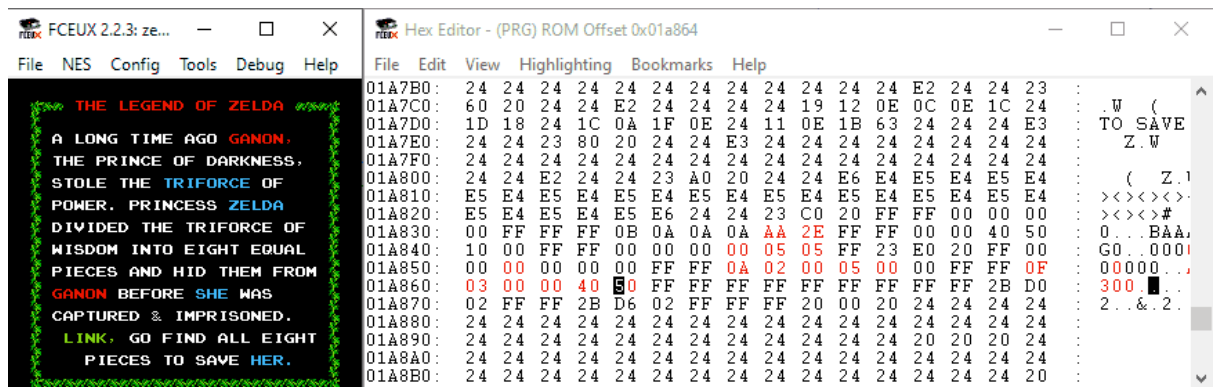 FCEUX 2.2.3: ze...
File NES Config Tools Debug Help
THE LEGEND OF ZELDA
A LONG TIME AGO GANON,
THE PRINCE OF DARKNESS,
STOLE THE TRIFORCE OF
POWER. PRINCESS ZELDA
DIVIDED THE TRIFORCE OF
WISDOM INTO EIGHT EQUAL
PIECES AND HID THEM FROM
GANON BEFORE SHE WAS
CAPTURED & IMPRISONED.
LINK, GO FIND ALL EIGHT
PIECES TO SAVE HER.
Hex Editor - (PRG) ROM Offset 0x01a864
File Edit View Highlighting Bookmarks Help
01A7B0: 24 24 24 24 24 24 24 24 24 24 24 24 E2 24 24 23 :
01A7C0: 60 20 24 24 E2 24 24 24 24 19 12 0E 0C 0E 1C 24 : .W (
01A7D0: 1D 18 24 1C 0A 1F 0E 24 11 0E 1B 63 24 24 24 E3 : TO SAVE
01A7E0: 24 24 23 80 20 24 24 E3 24 24 24 24 24 24 24 24 : Z.W
01A7F0: 24 24 24 24 24 24 24 24 24 24 24 24 24 24 24 24 :
01A800: 24 24 E2 24 24 23 A0 20 24 24 E6 E4 E5 E4 E5 E4 : ( Z.
01A810: E5 E4 E5 E4 E5 E4 E5 E4 E5 E4 E5 E4 E5 E4 E5 E4 : ><><><>
01A820: E5 E4 E5 E4 E5 E6 24 24 23 C0 20 FF FF 00 00 00 : ><><>#
01A830: 00 FF FF FF 0B 0A 0A 0A AA 2E FF FF 00 00 40 50 : 0...BAA
01A840: 10 00 FF FF 00 00 00 00 05 05 FF 23 E0 20 FF 00 : G0..000
01A850: 00 00 00 00 00 FF FF 0A 02 00 05 00 00 FF FF 0F : 00000..
01A860: 03 00 00 40 50 FF FF FF FF FF FF FF FF FF 2B D0 : 300.
01A870: 02 FF FF 2B D6 02 FF FF FF 20 00 20 24 24 24 24 : 2..&.2.
01A880: 24 24 24 24 24 24 24 24 24 24 24 24 24 24 24 24 :
01A890: 24 24 24 24 24 24 24 24 24 24 24 24 20 20 20 24 :
01A8A0: 24 24 24 24 24 24 24 24 24 24 24 24 24 24 24 24 :
01A8B0: 24 24 24 24 24 24 24 24 24 24 24 24 24 24 24 20 :